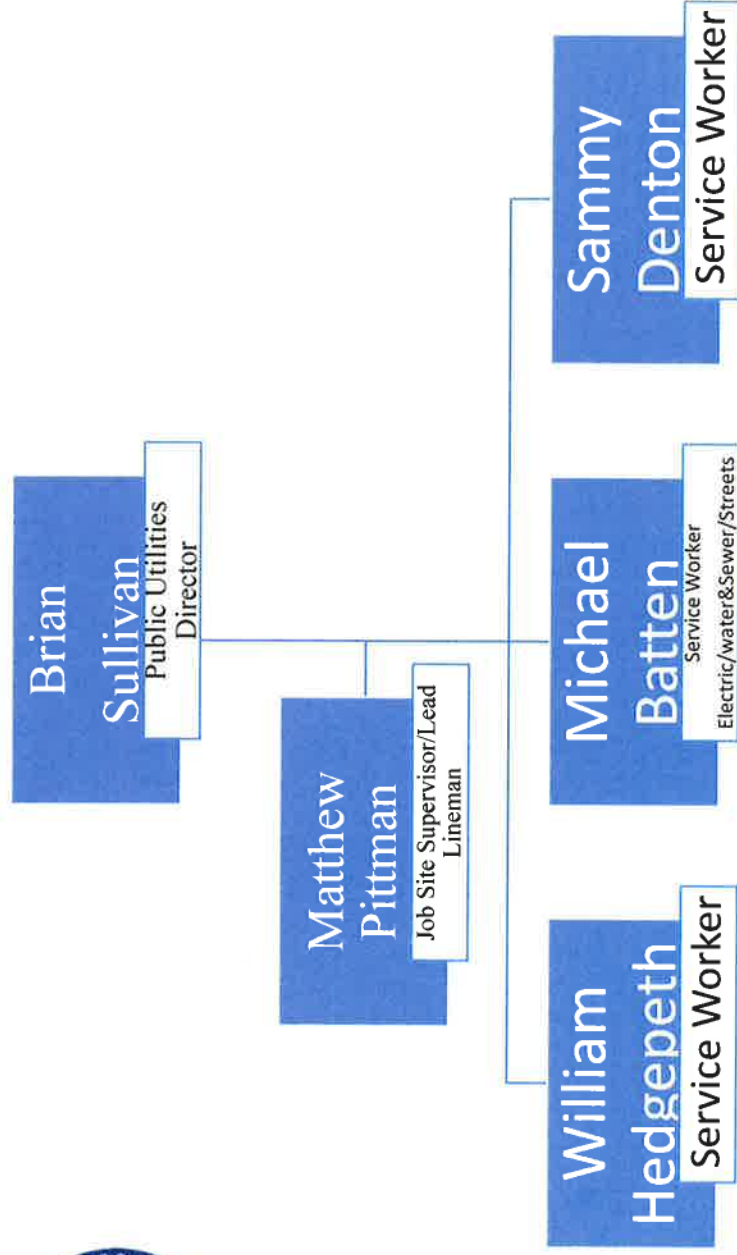 Brian
Sullivan
Public Utilities
Director
Matthew
Pittman
Job Site Supervisor/Lead
Lineman
William
Hedgepeth
Service Worker
Michael
Batten
Service Worker
Electric/water&Sewer/Streets
Sammy
Denton
Service Worker